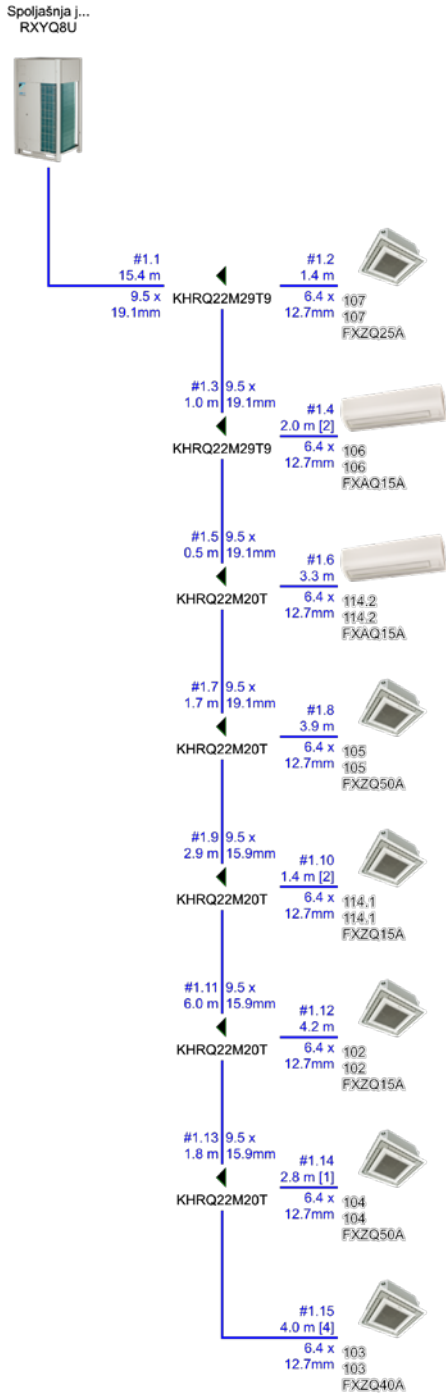 Spoljašnja j...
RXYQ8U
#1.1
15.4 m
9.5 x
19.1mm
KHRQ22M29T9
#1.2
1.4 m
6.4 x
12.7mm
107
107
FXZQ25A
#1.3 9.5 x
1.0 m 19.1mm
KHRQ22M29T9
#1.4
2.0 m [2]
6.4 x
12.7mm
106
106
FXAQ15A
#1.5 9.5 x
0.5 m 19.1mm
KHRQ22M20T
#1.6
3.3 m
6.4 x
12.7mm
114.2
114.2
FXAQ15A
#1.7 9.5 x
1.7 m 19.1mm
KHRQ22M20T
#1.8
3.9 m
6.4 x
12.7mm
105
105
FXZQ50A
#1.9 9.5 x
2.9 m 15.9mm
KHRQ22M20T
#1.10
1.4 m [2]
6.4 x
12.7mm
114.1
114.1
FXZQ15A
#1.11 9.5 x
6.0 m 15.9mm
KHRQ22M20T
#1.12
4.2 m
6.4 x
12.7mm
102
102
FXZQ15A
#1.13 9.5 x
1.8 m 15.9mm
KHRQ22M20T
#1.14
2.8 m [1]
6.4 x
12.7mm
104
104
FXZQ50A
#1.15
4.0 m [4]
6.4 x
12.7mm
103
103
FXZQ40A